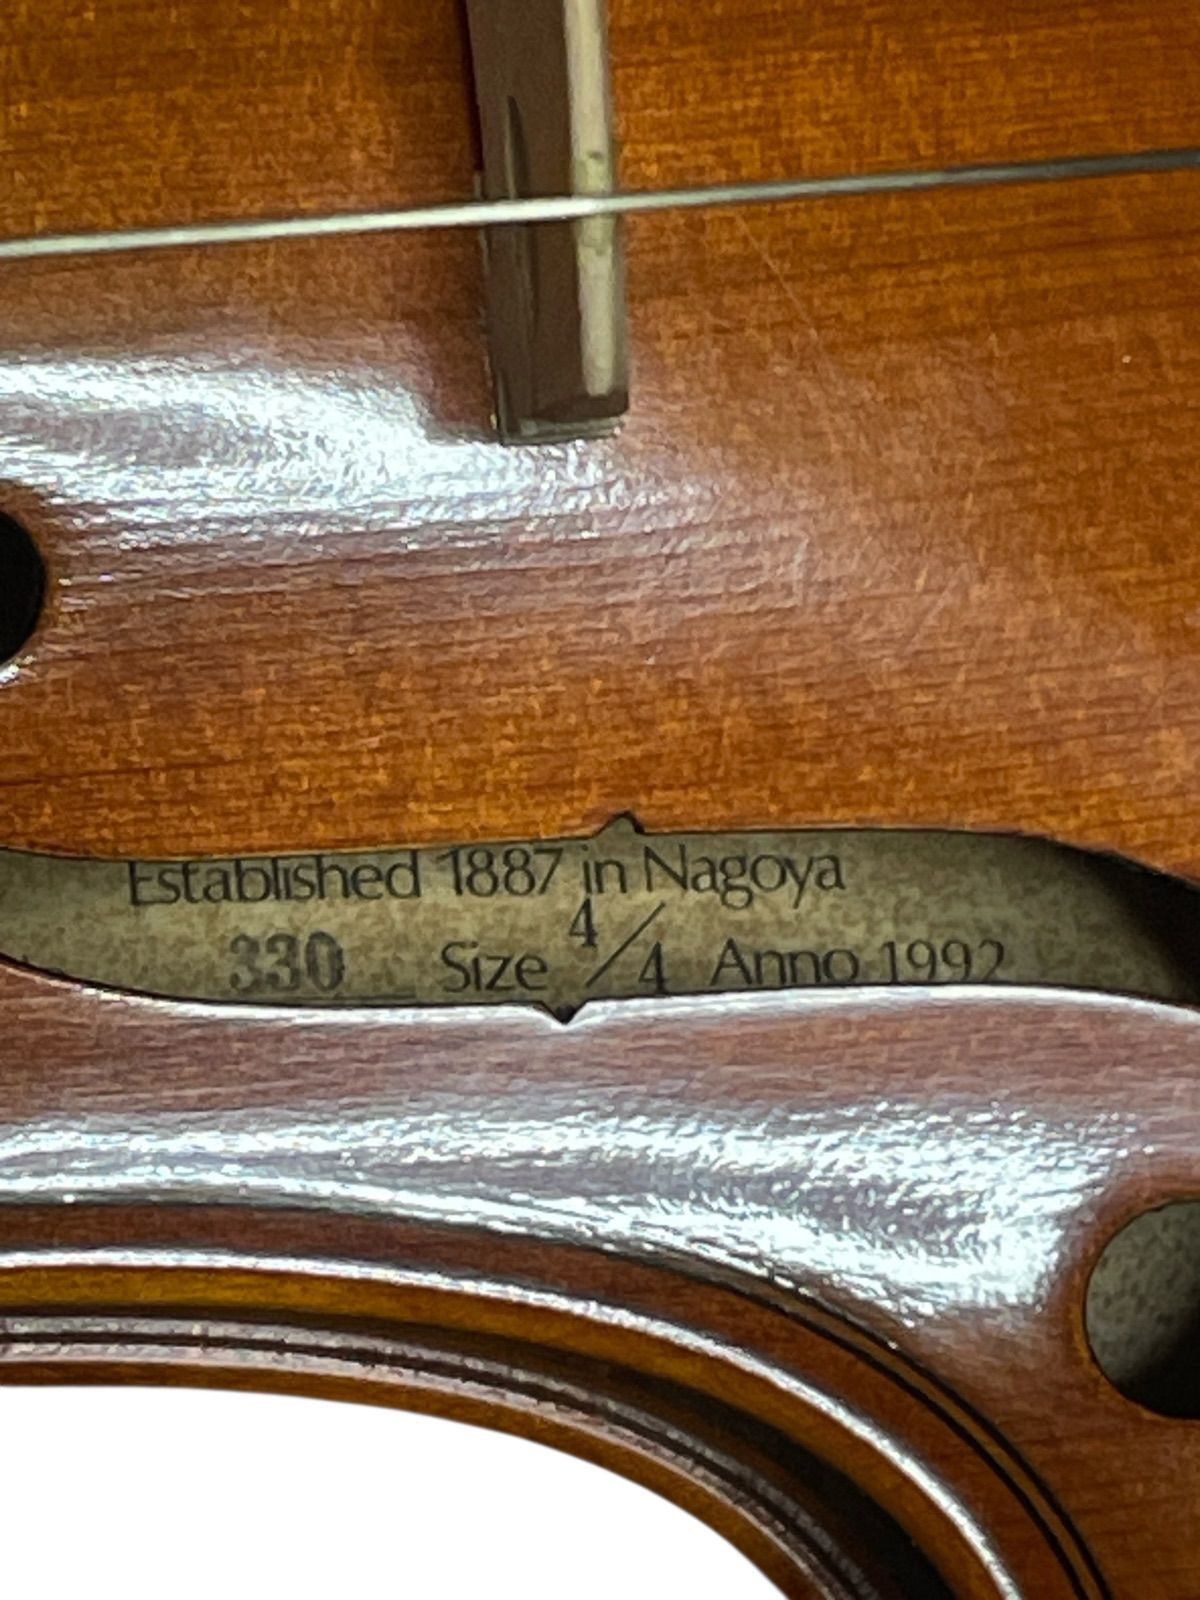 Established 1887 in Nagoya
330 Size 4/4 Anno 1992